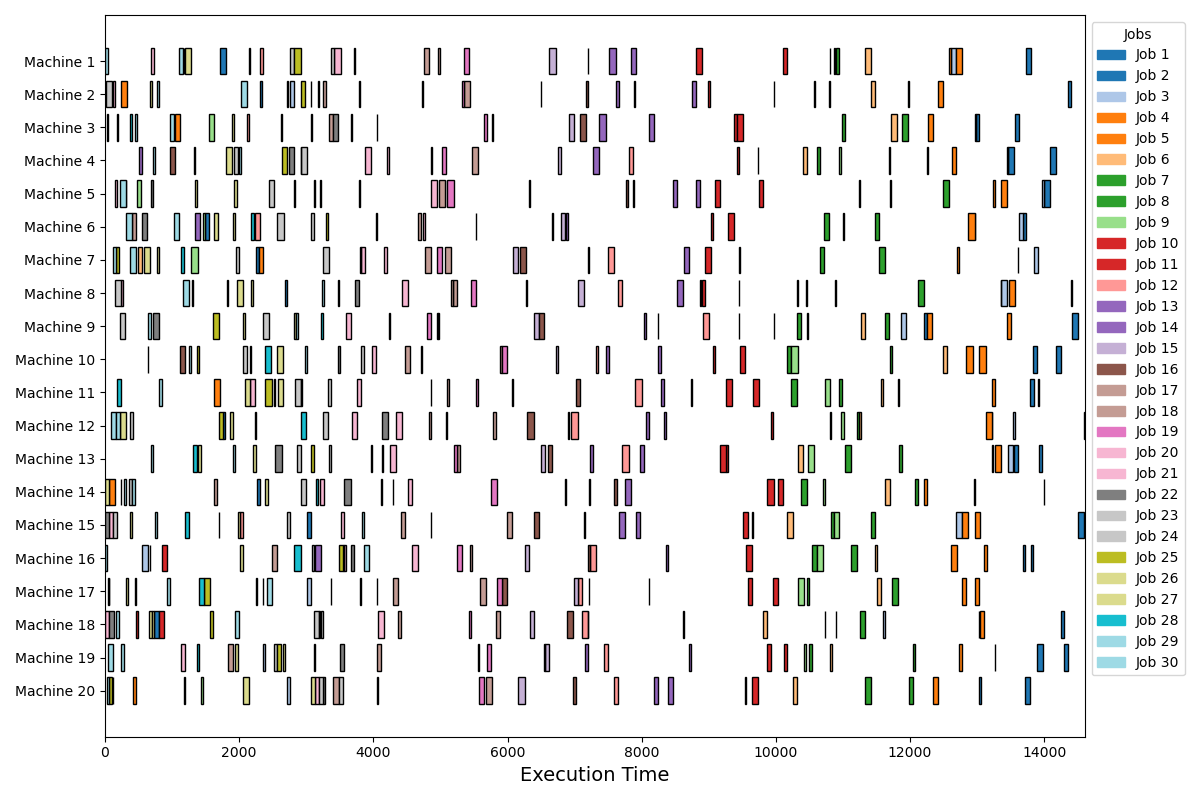 Machine 1
Machine 2
Machine 3
Machine 4
Machine 5
Machine 6
Machine 7
Machine 8
Machine 9
Machine 10
Machine 11
Machine 12
Machine 13
Machine 14
Machine 15
Machine 16
Machine 17
Machine 18
Machine 19
Machine 20
0 2000 4000 6000 8000 10000 12000 14000
Execution Time
Jobs
Job 1
Job 2
Job 3
Job 4
Job 5
Job 6
Job 7
Job 8
Job 9
Job 10
Job 11
Job 12
Job 13
Job 14
Job 15
Job 16
Job 17
Job 18
Job 19
Job 20
Job 21
Job 22
Job 23
Job 24
Job 25
Job 26
Job 27
Job 28
Job 29
Job 30